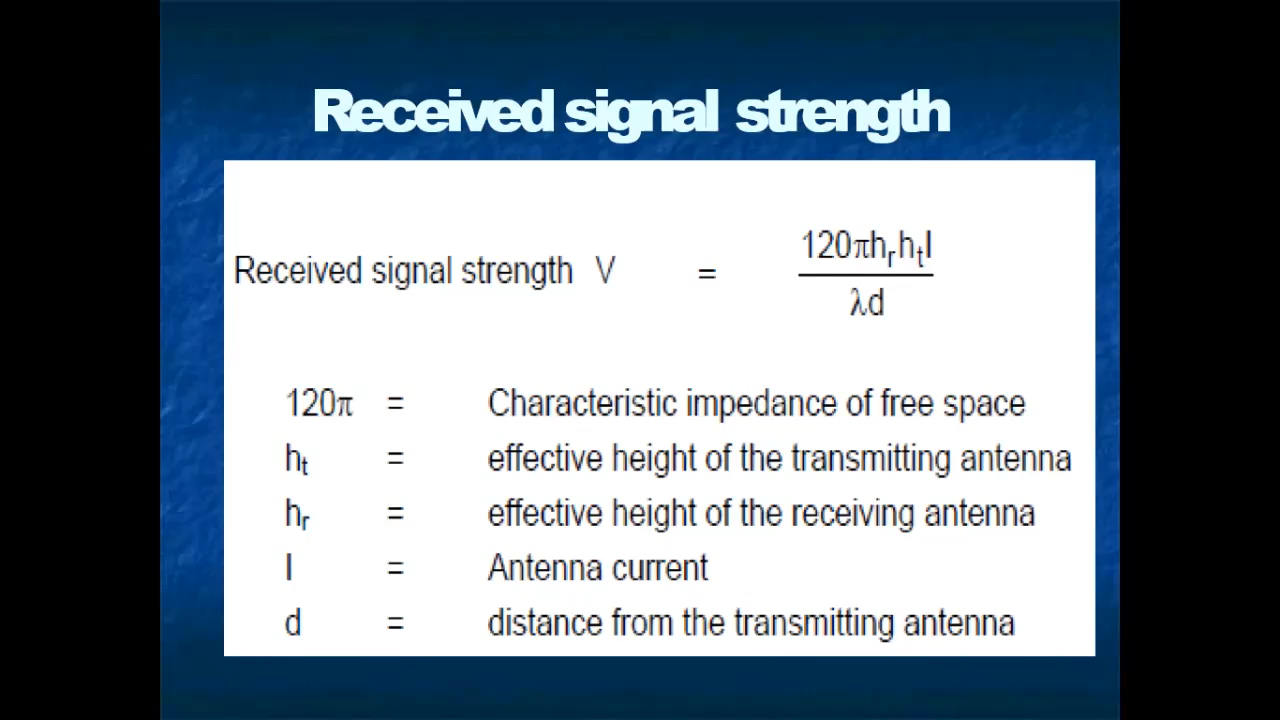 Received signal strength
Received signal strength V = 120πhᵣhₜI
λd
120π = Characteristic impedance of free space
hₜ = effective height of the transmitting antenna
hᵣ = effective height of the receiving antenna
I = Antenna current
d = distance from the transmitting antenna